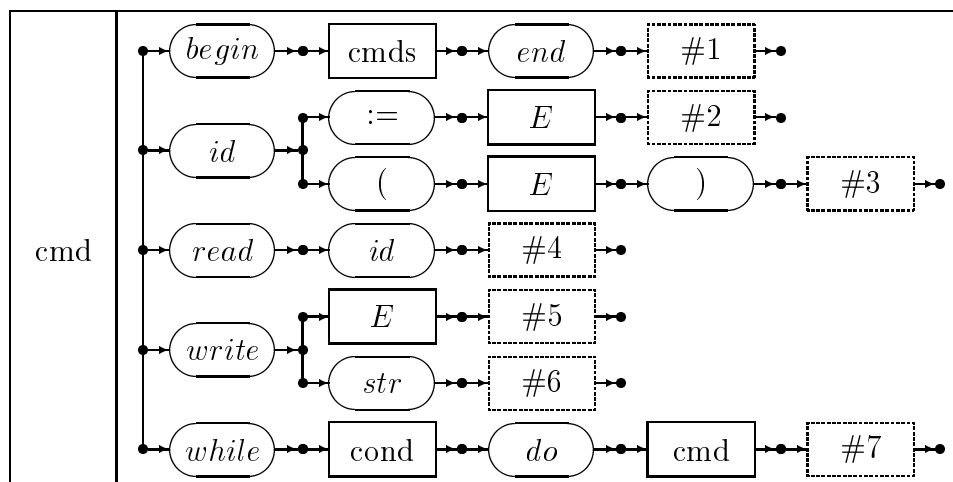 begin cmds end #1
:= E #2
id
( E ) #3
cmd read id #4
E #5
write
str #6
while cond do cmd #7